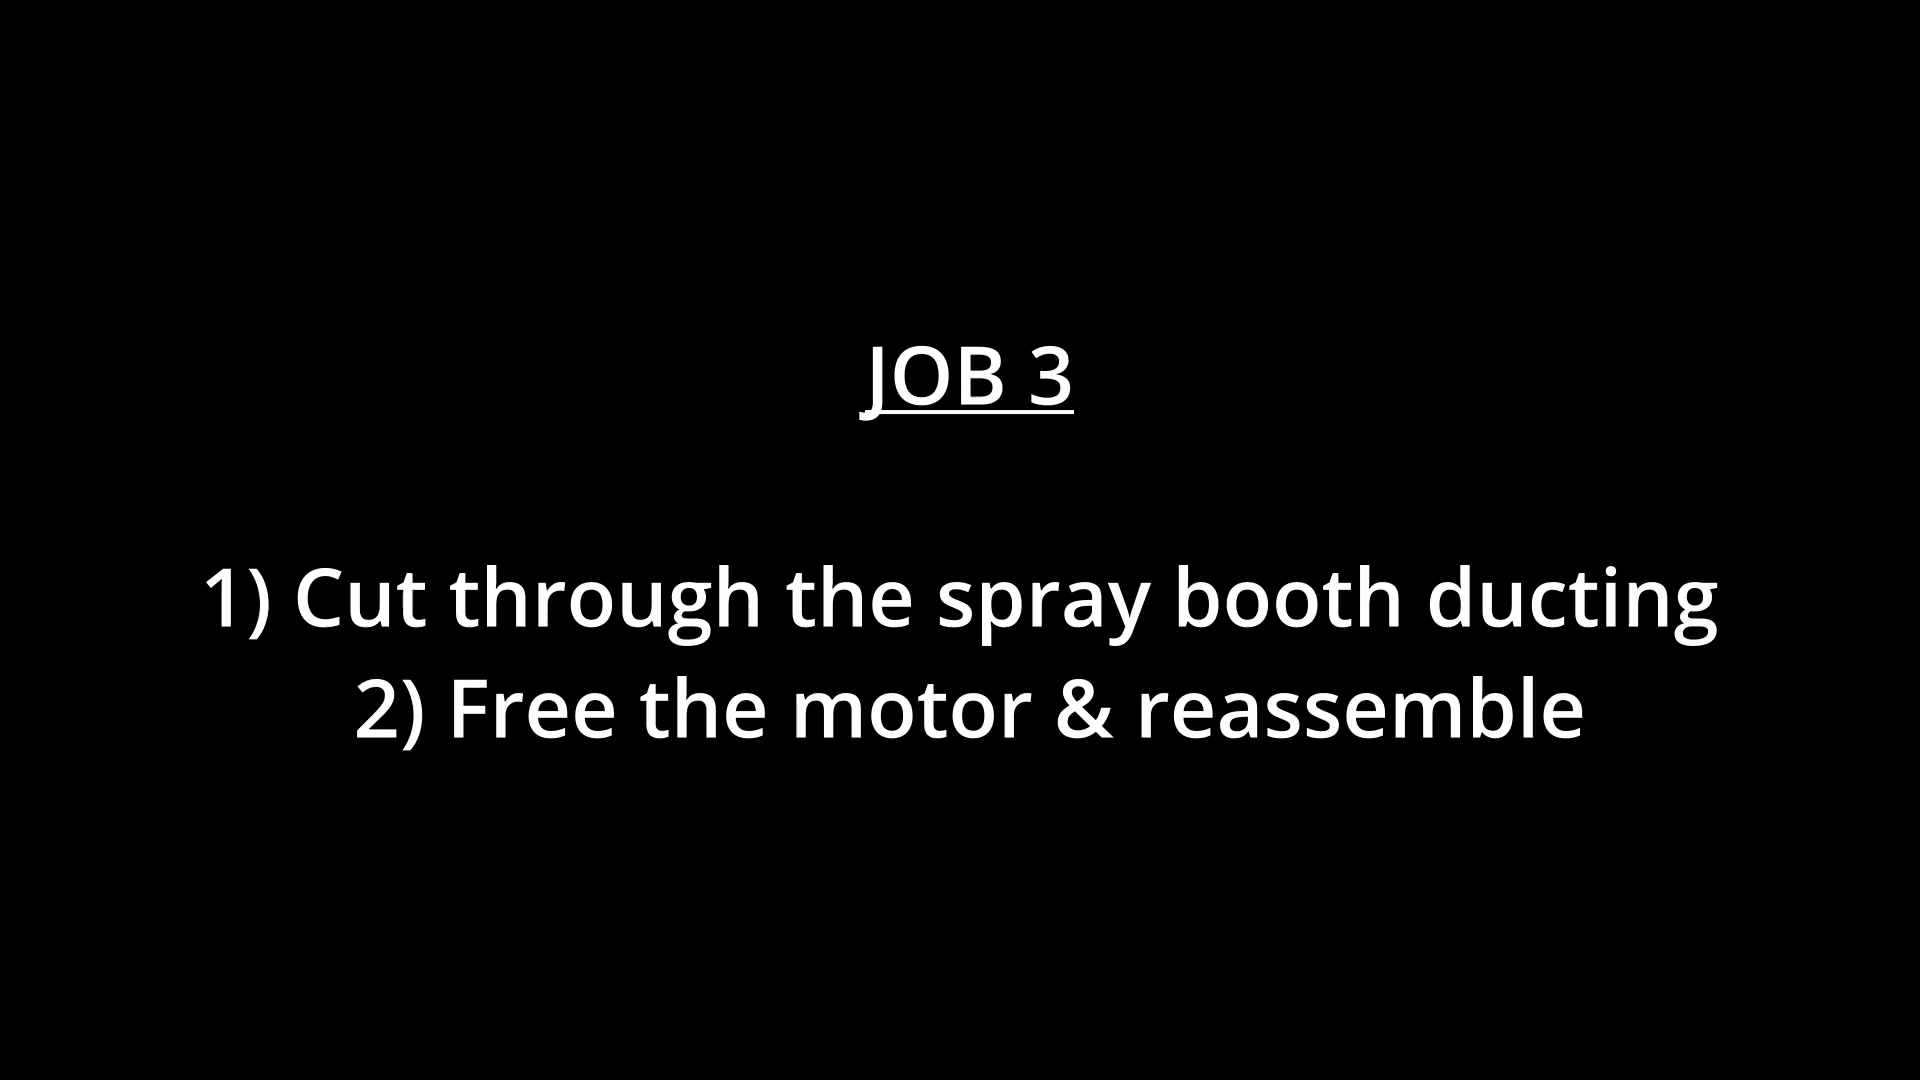 JOB 3
1) Cut through the spray booth ducting
2) Free the motor & reassemble